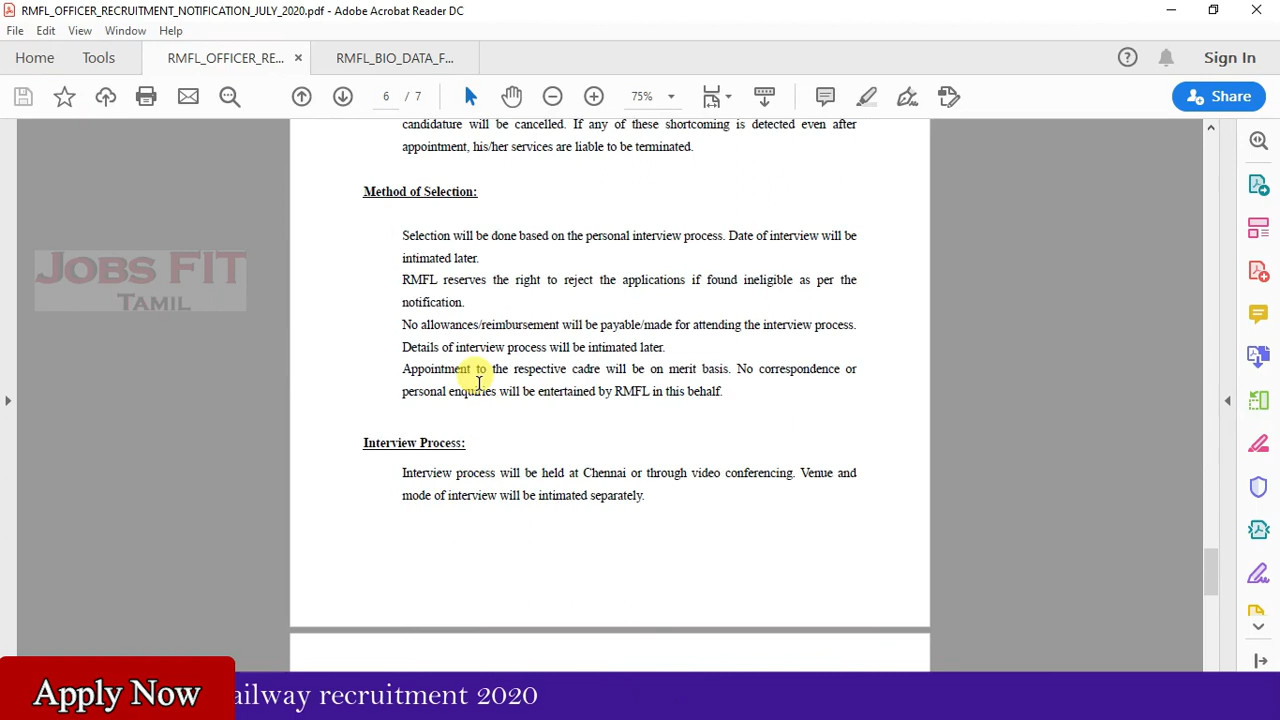 RMFL_OFFICER_RECRUITMENT_NOTIFICATION_JULY_2020.pdf - Adobe Acrobat Reader DC
File Edit View Window Help
Home Tools RMFL_OFFICER_RE... × RMFL_BIO_DATA_F... Sign In
6 / 7 75% Share
candidature will be cancelled. If any of these shortcoming is detected even after
appointment, his/her services are liable to be terminated.
Method of Selection:
Selection will be done based on the personal interview process. Date of interview will be
intimated later.
RMFL reserves the right to reject the applications if found ineligible as per the
notification.
No allowances/reimbursement will be payable/made for attending the interview process.
Details of interview process will be intimated later.
Appointment to the respective cadre will be on merit basis. No correspondence or
personal enquiries will be entertained by RMFL in this behalf.
Interview Process:
Interview process will be held at Chennai or through video conferencing. Venue and
mode of interview will be intimated separately.
JOBS FIT
TAMIL
Apply Now ailway recruitment 2020